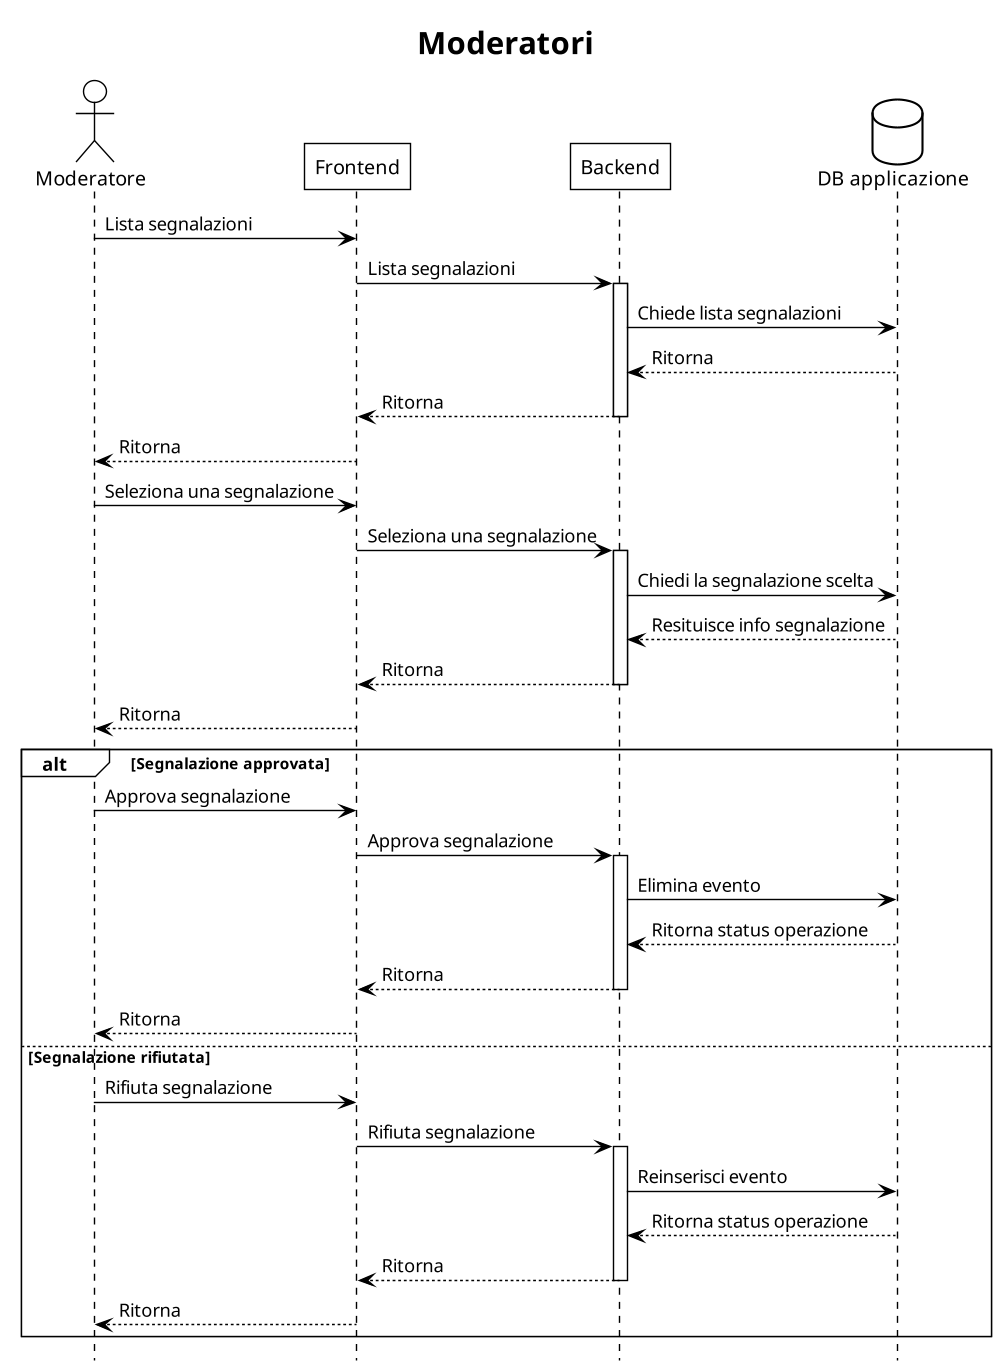 Moderatori
Moderatore
Frontend
Backend
DB applicazione
Lista segnalazioni
Lista segnalazioni
Chiede lista segnalazioni
Ritorna
Ritorna
Ritorna
Seleziona una segnalazione
Seleziona una segnalazione
Chiedi la segnalazione scelta
Resituisce info segnalazione
Ritorna
Ritorna
alt [Segnalazione approvata]
Approva segnalazione
Approva segnalazione
Elimina evento
Ritorna status operazione
Ritorna
Ritorna
[Segnalazione rifiutata]
Rifiuta segnalazione
Rifiuta segnalazione
Reinserisci evento
Ritorna status operazione
Ritorna
Ritorna